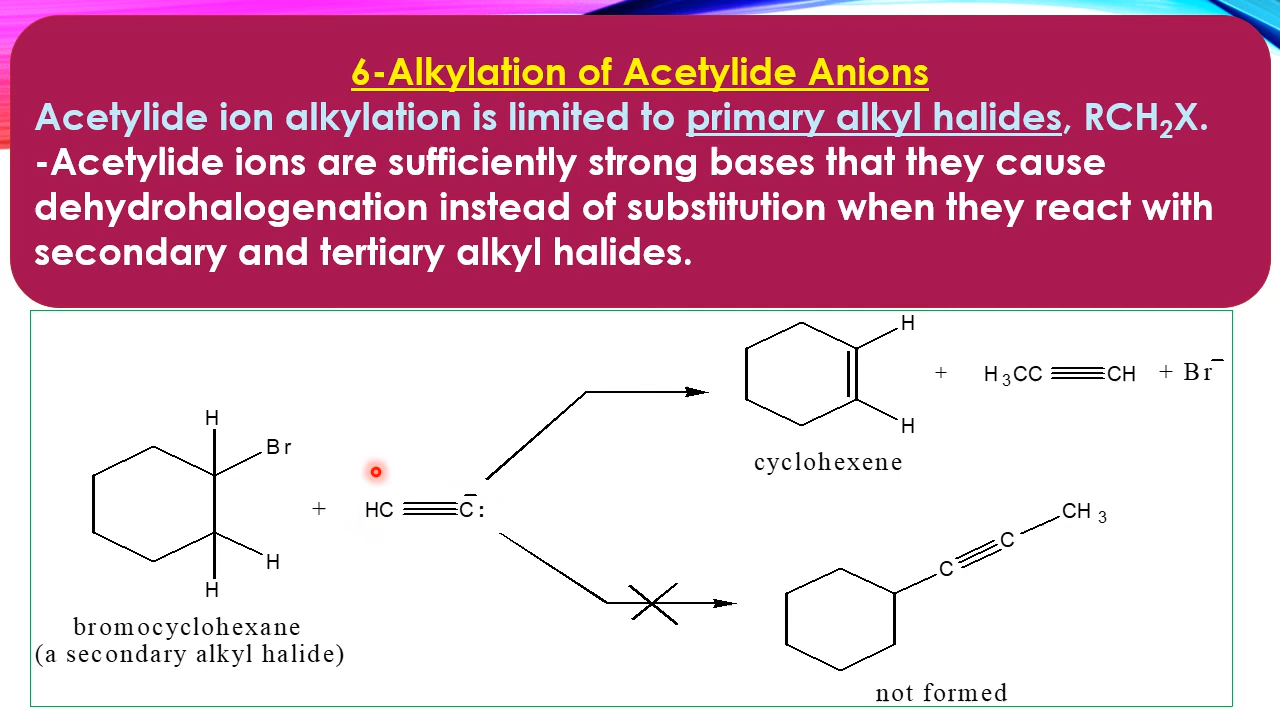 6-Alkylation of Acetylide Anions
Acetylide ion alkylation is limited to primary alkyl halides, RCH₂X.
-Acetylide ions are sufficiently strong bases that they cause
dehydrohalogenation instead of substitution when they react with
secondary and tertiary alkyl halides.
H
Br
H
H
bromocyclohexane
(a secondary alkyl halide)
+
HC≡C̄:
H
H
cyclohexene
+ H₃CC≡CH + Br⁻
C≡C CH₃
not formed